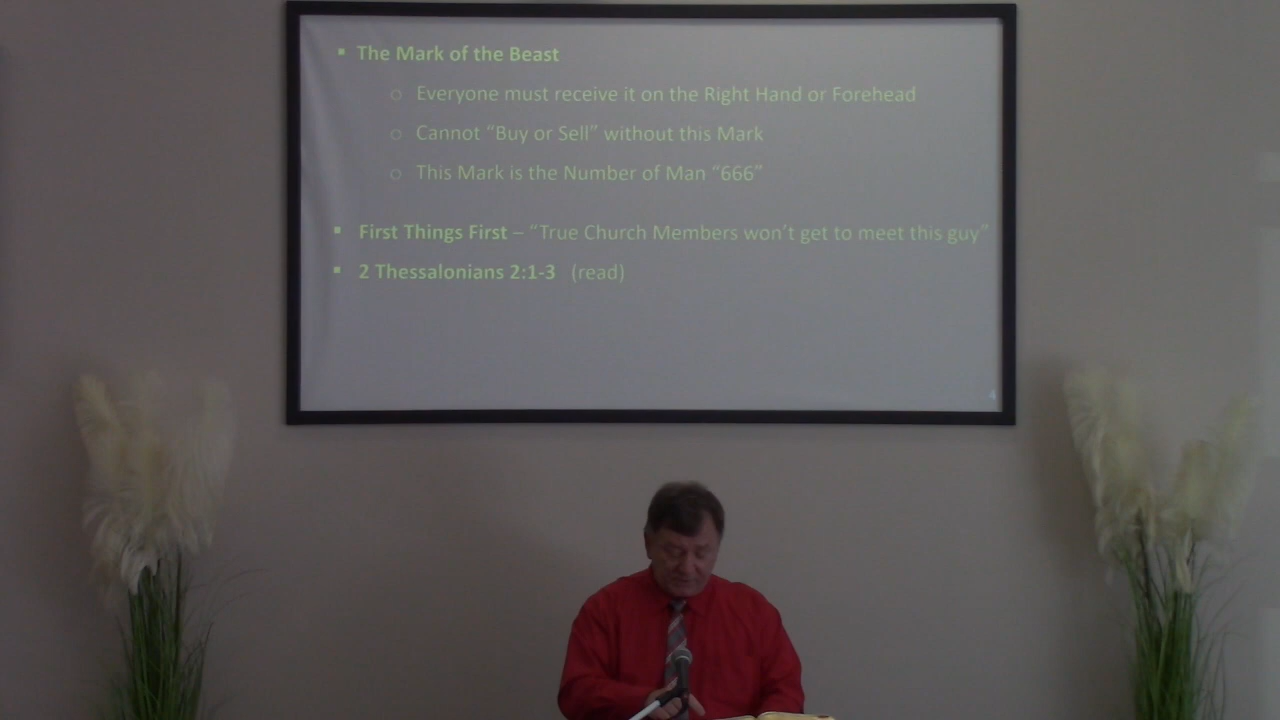 ▪ The Mark of the Beast
o Everyone must receive it on the Right Hand or Forehead
o Cannot “Buy or Sell” without this Mark
o This Mark is the Number of Man “666”
▪ First Things First – “True Church Members won’t get to meet this guy”
▪ 2 Thessalonians 2:1-3 (read)
4